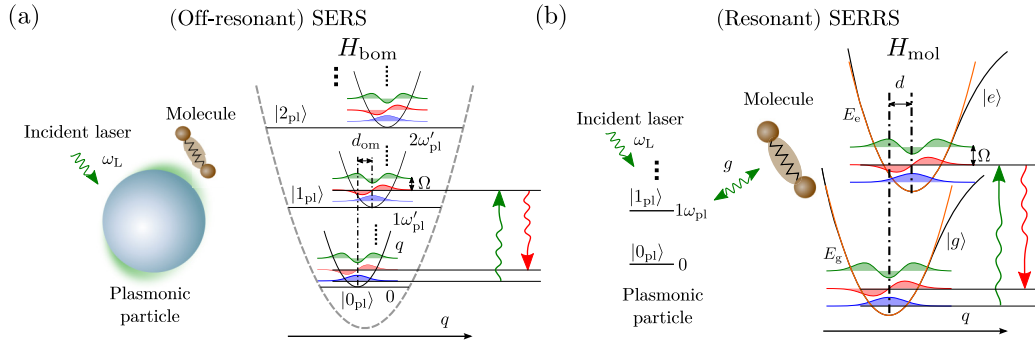 (a)
(Off-resonant) SERS
H_bom
Incident laser
ω_L
Molecule
Plasmonic
particle
|2_pl⟩
2ω'_pl
d_om
Ω
|1_pl⟩
1ω'_pl
q
|0_pl⟩
0
q
(b)
(Resonant) SERRS
H_mol
Incident laser
ω_L
g
Molecule
|1_pl⟩
1ω_pl
|0_pl⟩
0
Plasmonic
particle
d
E_e
|e⟩
Ω
E_g
|g⟩
q